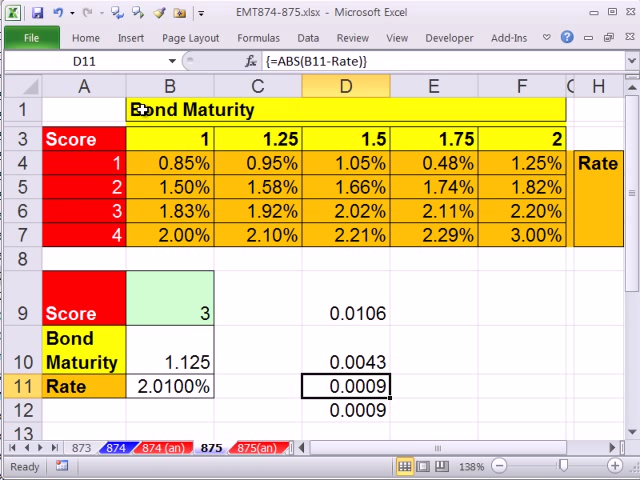 EMT874-875.xlsx - Microsoft Excel
File Home Insert Page Layout Formulas Data Review View Developer Add-Ins
D11 fx {=ABS(B11-Rate)}
A B C D E F G H
1 Bond Maturity
3 Score 1 1.25 1.5 1.75 2
4 1 0.85% 0.95% 1.05% 0.48% 1.25% Rate
5 2 1.50% 1.58% 1.66% 1.74% 1.82%
6 3 1.83% 1.92% 2.02% 2.11% 2.20%
7 4 2.00% 2.10% 2.21% 2.29% 3.00%
8
9 Score 3 0.0106
Bond
10 Maturity 1.125 0.0043
11 Rate 2.0100% 0.0009
12 0.0009
13
873 874 874 (an) 875 875(an)
Ready 138%